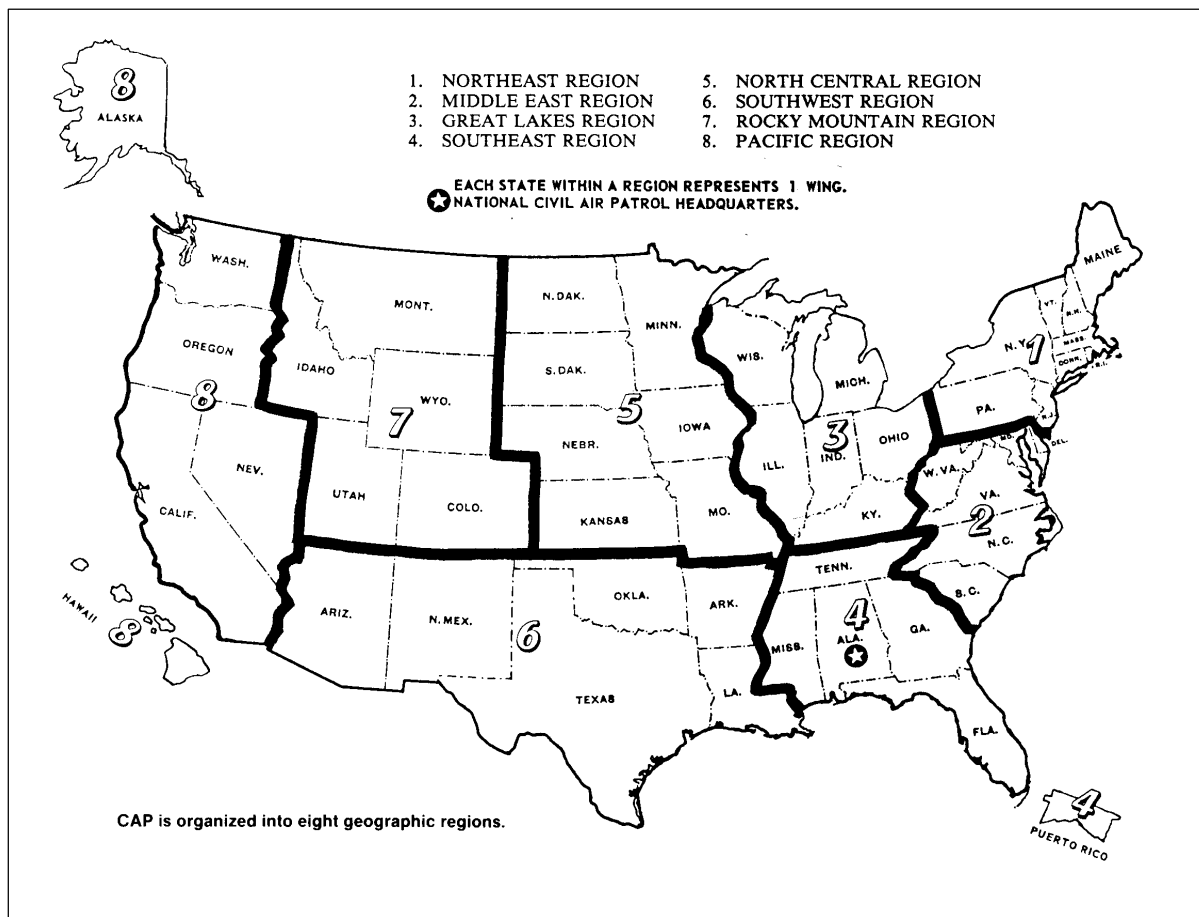 8
ALASKA
1. NORTHEAST REGION
2. MIDDLE EAST REGION
3. GREAT LAKES REGION
4. SOUTHEAST REGION
5. NORTH CENTRAL REGION
6. SOUTHWEST REGION
7. ROCKY MOUNTAIN REGION
8. PACIFIC REGION
EACH STATE WITHIN A REGION REPRESENTS 1 WING.
NATIONAL CIVIL AIR PATROL HEADQUARTERS.
WASH.
OREGON
8
CALIF.
NEV.
IDAHO
MONT.
WYO.
7
UTAH
COLO.
N. DAK.
S. DAK.
MINN.
5
NEBR.
IOWA
KANSAS
MO.
WIS.
MICH.
ILL.
3
IND.
OHIO
KY.
MAINE
VT.
N.H.
N.Y.
1
MASS.
CONN.
R.I.
PA.
N.J.
MD.
DEL.
W. VA.
VA.
2
N.C.
S.C.
TENN.
4
ALA.
MISS.
GA.
FLA.
ARIZ.
N. MEX.
6
OKLA.
ARK.
TEXAS
LA.
HAWAII
8
4
PUERTO RICO
CAP is organized into eight geographic regions.